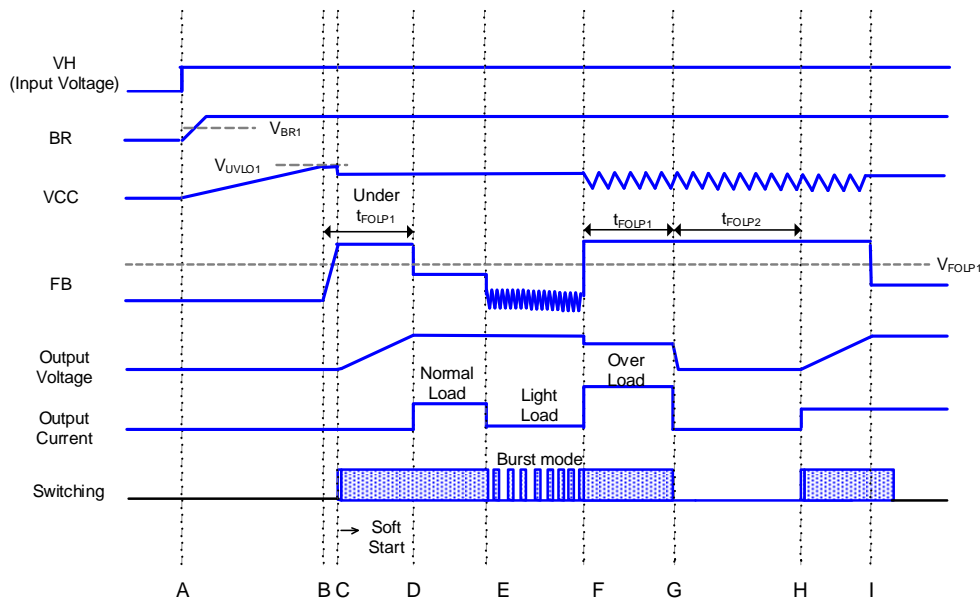 VH
(Input Voltage)
BR
VBR1
VUVLO1
VCC
Under
tFOLP1
tFOLP1
tFOLP2
VFOLP1
FB
Output
Voltage
Normal
Load
Light
Load
Over
Load
Output
Current
Burst mode
Switching
Soft
Start
A B C D E F G H I